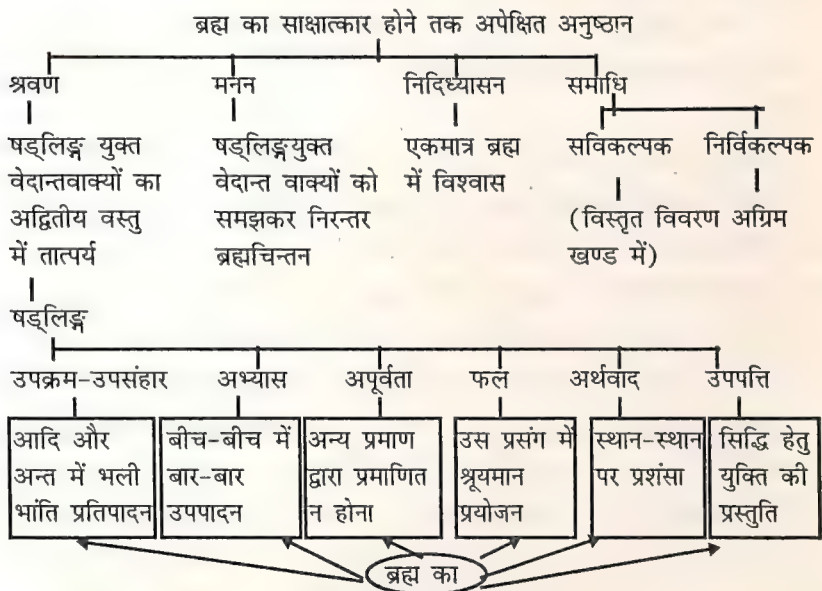 ब्रह्म का साक्षात्कार होने तक अपेक्षित अनुष्ठान
श्रवण मनन निदिध्यासन समाधि
षड्लिङ्ग युक्त षड्लिङ्गयुक्त एकमात्र ब्रह्म सविकल्पक निर्विकल्पक
वेदान्तवाक्यों का वेदान्त वाक्यों को में विश्वास
अद्वितीय वस्तु समझकर निरन्तर (विस्तृत विवरण अग्रिम
में तात्पर्य ब्रह्मचिन्तन खण्ड में)
षड्लिङ्ग
उपक्रम-उपसंहार अभ्यास अपूर्वता फल अर्थवाद उपपत्ति
आदि और बीच-बीच में अन्य प्रमाण उस प्रसंग में स्थान-स्थान सिद्धि हेतु
अन्त में भली बार-बार द्वारा प्रमाणित श्रूयमान पर प्रशंसा युक्ति की
भांति प्रतिपादन उपपादन न होना प्रयोजन प्रस्तुति
ब्रह्म का